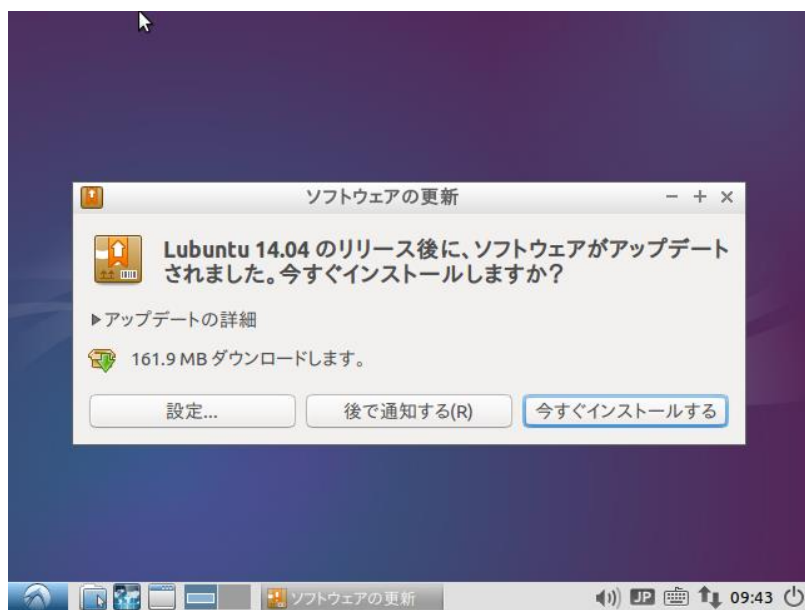 ソフトウェアの更新
Lubuntu 14.04 のリリース後に、ソフトウェアがアップデート
されました。今すぐインストールしますか?
▶アップデートの詳細
161.9 MB ダウンロードします。
設定... 後で通知する(R) 今すぐインストールする
ソフトウェアの更新 JP 09:43